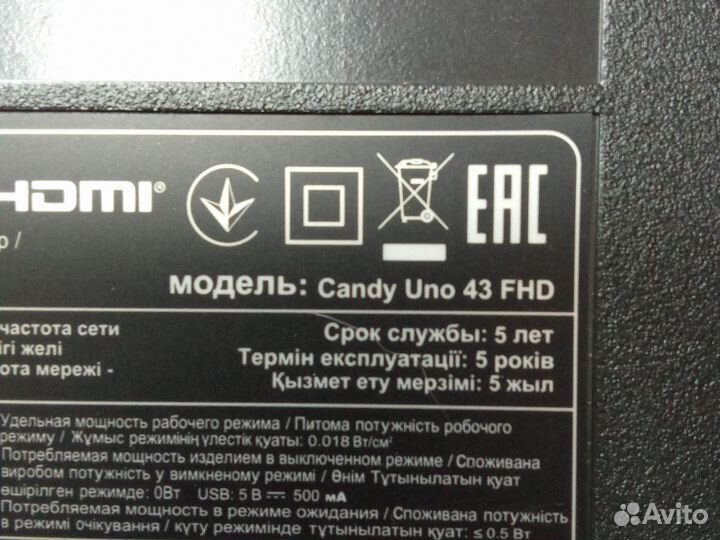 HDMI®
р /
EAC
модель: Candy Uno 43 FHD
частота сети
ігі желі
ота мережі -
Срок службы: 5 лет
Термін експлуатації: 5 років
Қызмет ету мерзімі: 5 жыл
Удельная мощность рабочего режима / Питома потужність робочого
режиму / Жұмыс режимінің үлестік қуаты: 0.018 Вт/см²
Потребляемая мощность изделием в выключенном режиме / Споживана
виробом потужність у вимкненому режимі / Өнім Тұтынылатын қуат
өшірілген режимде: 0Вт USB: 5 В 500 мА
Потребляемая мощность в режиме ожидания / Споживана потужність
в режимі очікування / күту режимінде тұтынылатын қуат: ≤ 0.5 Вт
Avito